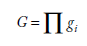 G = ∏ gᵢ